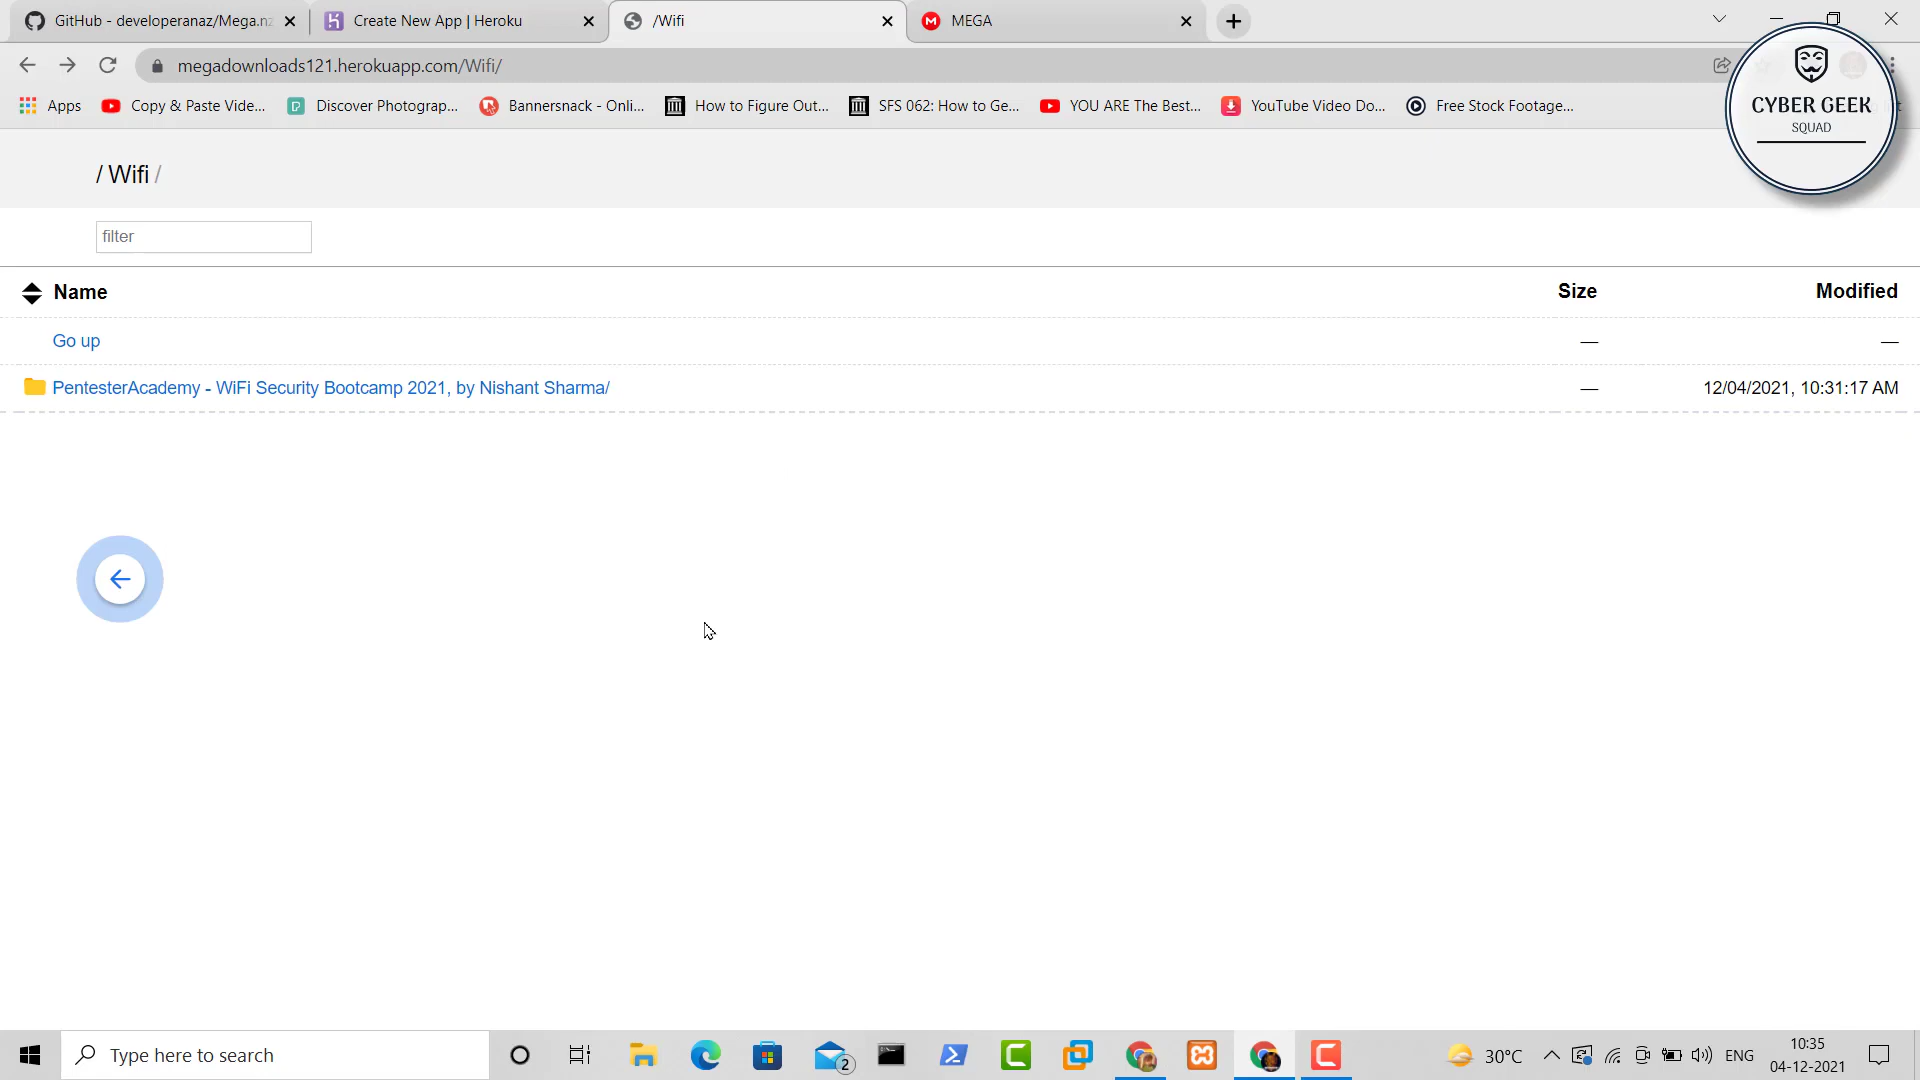 GitHub - developeranaz/Mega.nz
Create New App | Heroku
/Wifi
MEGA
megadownloads121.herokuapp.com/Wifi/
Apps
Copy & Paste Vide...
Discover Photograp...
Bannersnack - Onli...
How to Figure Out...
SFS 062: How to Ge...
YOU ARE The Best...
YouTube Video Do...
Free Stock Footage...
CYBER GEEK
SQUAD
/ Wifi /
filter
Name
Size
Modified
Go up
—
—
PentesterAcademy - WiFi Security Bootcamp 2021, by Nishant Sharma/
—
12/04/2021, 10:31:17 AM
Type here to search
2
30°C
ENG
10:35
04-12-2021